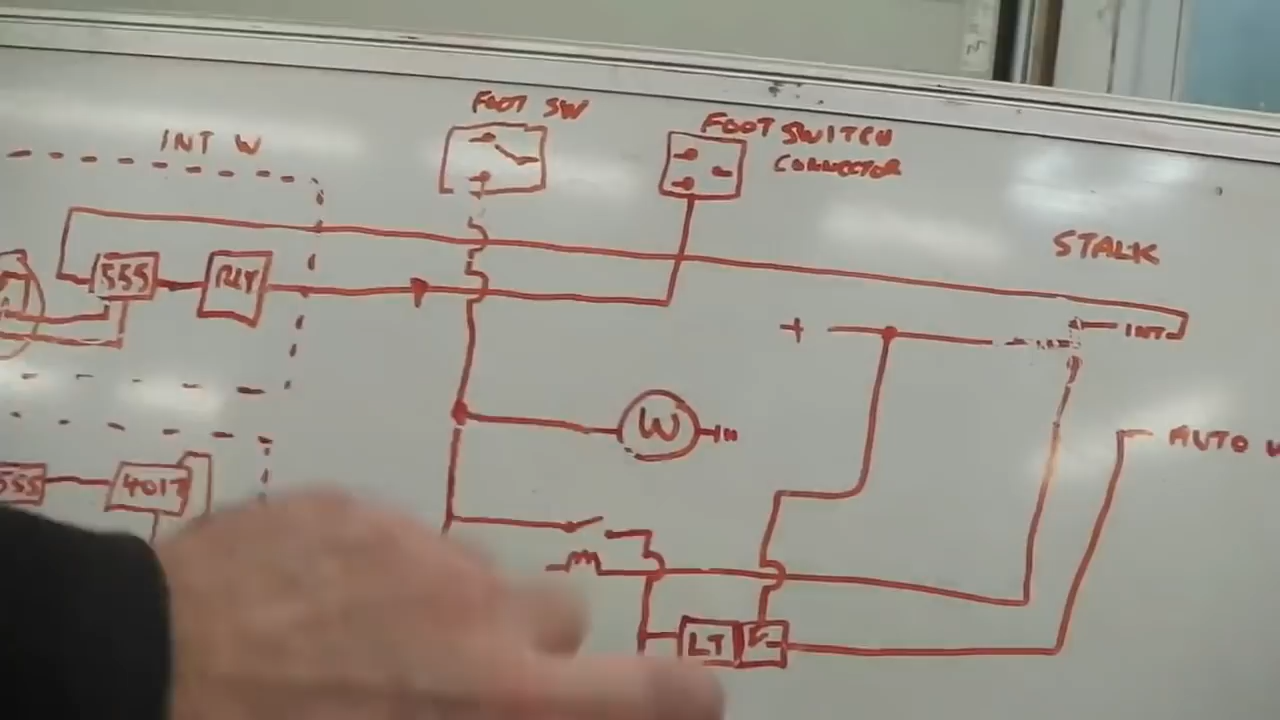 FOOT SW
FOOT SWITCH
CONNECTOR
INT W
STALK
555
RLY
+
INT
W
AUTO W
555
4017
LT